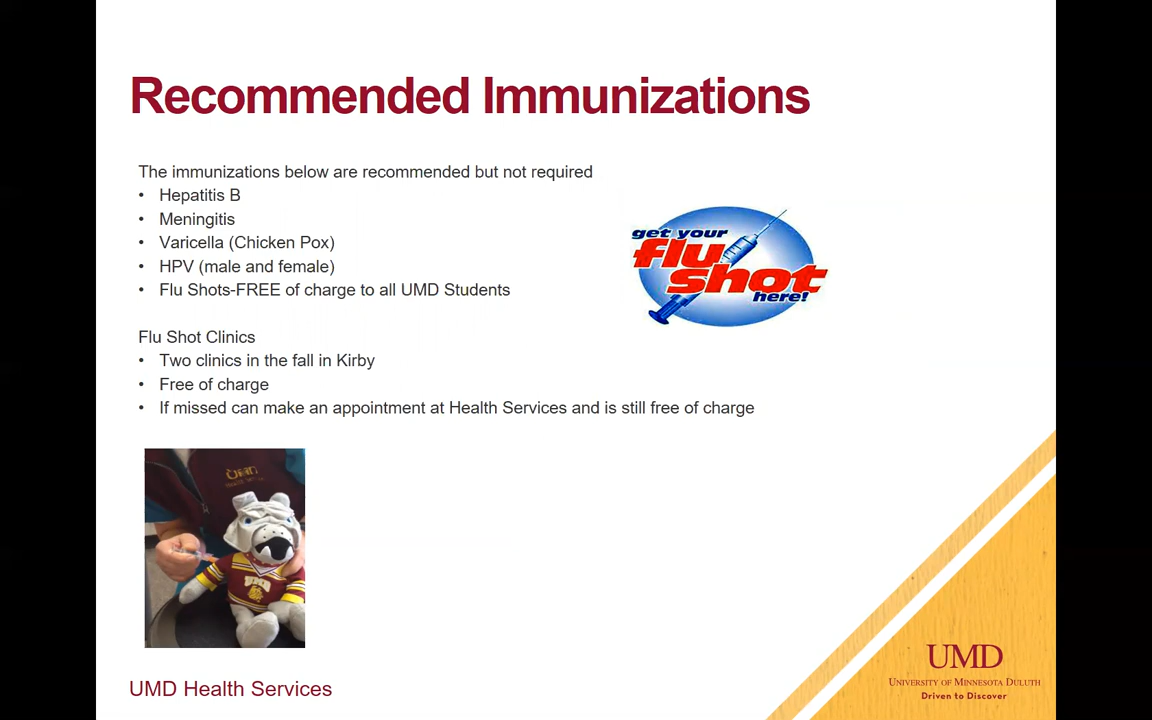 Recommended Immunizations
The immunizations below are recommended but not required
• Hepatitis B
• Meningitis
• Varicella (Chicken Pox)
• HPV (male and female)
• Flu Shots-FREE of charge to all UMD Students
get your
flu
shot
here!
Flu Shot Clinics
• Two clinics in the fall in Kirby
• Free of charge
• If missed can make an appointment at Health Services and is still free of charge
UMD
UMD
UMD Health Services
UMD
UNIVERSITY OF MINNESOTA DULUTH
Driven to Discover